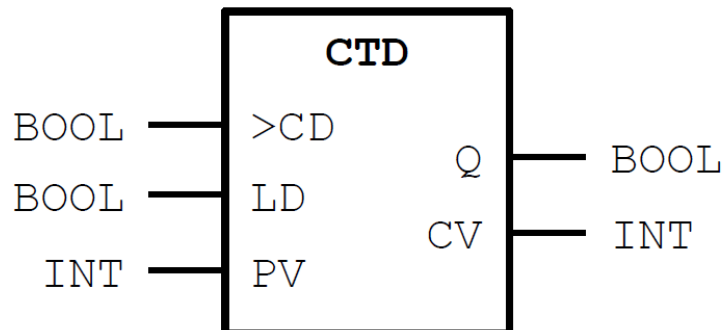 CTD
BOOL >CD
Q BOOL
BOOL LD
CV INT
INT PV